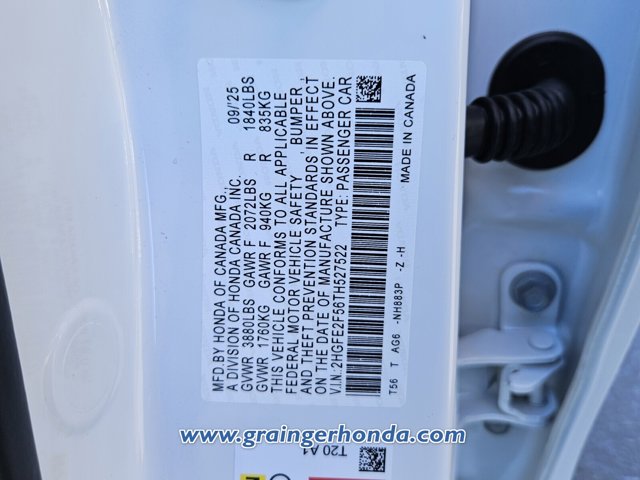 MFD.BY HONDA OF CANADA MFG., 09/25
A DIVISION OF HONDA CANADA INC.
GVWR 3880LBS GAWR F 2072LBS R 1840LBS
GVWR 1760KG GAWR F 940KG R 835KG
THIS VEHICLE CONFORMS TO ALL APPLICABLE
FEDERAL MOTOR VEHICLE SAFETY, BUMPER,
AND THEFT PREVENTION STANDARDS IN EFFECT
ON THE DATE OF MANUFACTURE SHOWN ABOVE.
V.I.N.:2HGFE2F56TH527522 TYPE: PASSENGER CAR
T56 T AG6 -NH883P -Z -H
MADE IN CANADA
T20 A1
www.graingerhonda.com